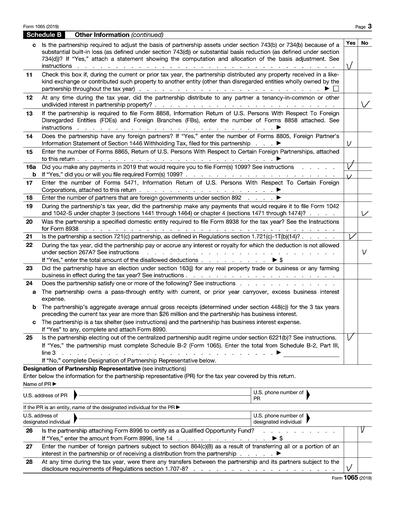 Form 1065 (2019) Page 3
Schedule B Other Information (continued)
c Is the partnership required to adjust the basis of partnership assets under section 743(b) or 734(b) because of a Yes No
substantial built-in loss (as defined under section 743(d)) or substantial basis reduction (as defined under section
734(d))? If "Yes," attach a statement showing the computation and allocation of the basis adjustment. See
instructions
11 Check this box if, during the current or prior tax year, the partnership distributed any property received in a like-
kind exchange or contributed such property to another entity (other than disregarded entities wholly owned by the
partnership throughout the tax year) ▶ ☐
12 At any time during the tax year, did the partnership distribute to any partner a tenancy-in-common or other
undivided interest in partnership property?
13 If the partnership is required to file Form 8858, Information Return of U.S. Persons With Respect To Foreign
Disregarded Entities (FDEs) and Foreign Branches (FBs), enter the number of Forms 8858 attached. See
instructions ▶
14 Does the partnership have any foreign partners? If "Yes," enter the number of Forms 8805, Foreign Partner's
Information Statement of Section 1446 Withholding Tax, filed for this partnership ▶
15 Enter the number of Forms 8865, Return of U.S. Persons With Respect to Certain Foreign Partnerships, attached
to this return ▶
16a Did you make any payments in 2019 that would require you to file Form(s) 1099? See instructions
b If "Yes," did you or will you file required Form(s) 1099?
17 Enter the number of Forms 5471, Information Return of U.S. Persons With Respect To Certain Foreign
Corporations, attached to this return ▶
18 Enter the number of partners that are foreign governments under section 892 ▶
19 During the partnership's tax year, did the partnership make any payments that would require it to file Form 1042
and 1042-S under chapter 3 (sections 1441 through 1464) or chapter 4 (sections 1471 through 1474)?
20 Was the partnership a specified domestic entity required to file Form 8938 for the tax year? See the Instructions
for Form 8938
21 Is the partnership a section 721(c) partnership, as defined in Regulations section 1.721(c)-1T(b)(14)?
22 During the tax year, did the partnership pay or accrue any interest or royalty for which the deduction is not allowed
under section 267A? See instructions
If "Yes," enter the total amount of the disallowed deductions ▶ $
23 Did the partnership have an election under section 163(j) for any real property trade or business or any farming
business in effect during the tax year? See instructions
24 Does the partnership satisfy one or more of the following? See instructions
a The partnership owns a pass-through entity with current, or prior year carryover, excess business interest
expense.
b The partnership's aggregate average annual gross receipts (determined under section 448(c)) for the 3 tax years
preceding the current tax year are more than $26 million and the partnership has business interest.
c The partnership is a tax shelter (see instructions) and the partnership has business interest expense.
If "Yes" to any, complete and attach Form 8990.
25 Is the partnership electing out of the centralized partnership audit regime under section 6221(b)? See instructions.
If "Yes," the partnership must complete Schedule B-2 (Form 1065). Enter the total from Schedule B-2, Part III,
line 3 ▶
If "No," complete Designation of Partnership Representative below.
Designation of Partnership Representative (see instructions)
Enter below the information for the partnership representative (PR) for the tax year covered by this return.
Name of PR ▶
U.S. address of PR U.S. phone number of PR
If the PR is an entity, name of the designated individual for the PR ▶
U.S. address of designated individual U.S. phone number of designated individual
26 Is the partnership attaching Form 8996 to certify as a Qualified Opportunity Fund?
If "Yes," enter the amount from Form 8996, line 14 ▶ $
27 Enter the number of foreign partners subject to section 864(c)(8) as a result of transferring all or a portion of an
interest in the partnership or of receiving a distribution from the partnership ▶
28 At any time during the tax year, were there any transfers between the partnership and its partners subject to the
disclosure requirements of Regulations section 1.707-8?
Form 1065 (2019)